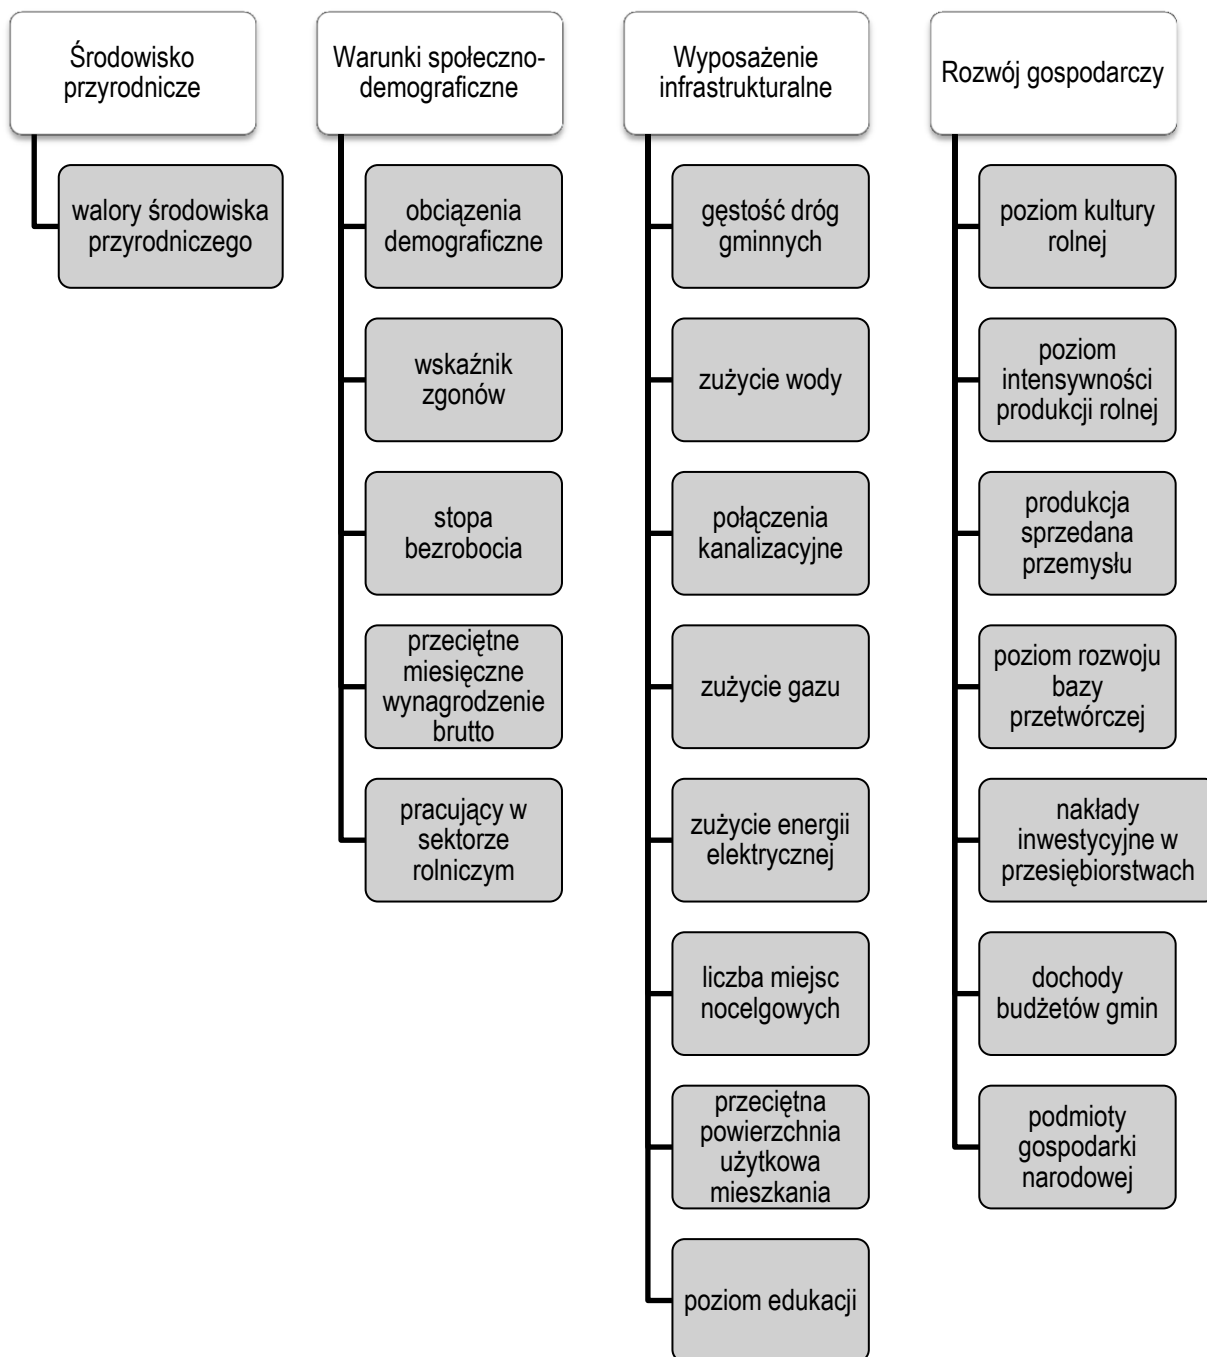 Środowisko
przyrodnicze
walory środowiska
przyrodniczego
Warunki społeczno-
demograficzne
obciązenia
demograficzne
wskaźnik
zgonów
stopa
bezrobocia
przeciętne
miesięczne
wynagrodzenie
brutto
pracujący w
sektorze
rolniczym
Wyposażenie
infrastrukturalne
gęstość dróg
gminnych
zużycie wody
połączenia
kanalizacyjne
zużycie gazu
zużycie energii
elektrycznej
liczba miejsc
nocelgowych
przeciętna
powierzchnia
użytkowa
mieszkania
poziom edukacji
Rozwój gospodarczy
poziom kultury
rolnej
poziom
intensywności
produkcji rolnej
produkcja
sprzedana
przemysłu
poziom rozwoju
bazy
przetwórczej
nakłady
inwestycyjne w
przesiębiorstwach
dochody
budżetów gmin
podmioty
gospodarki
narodowej